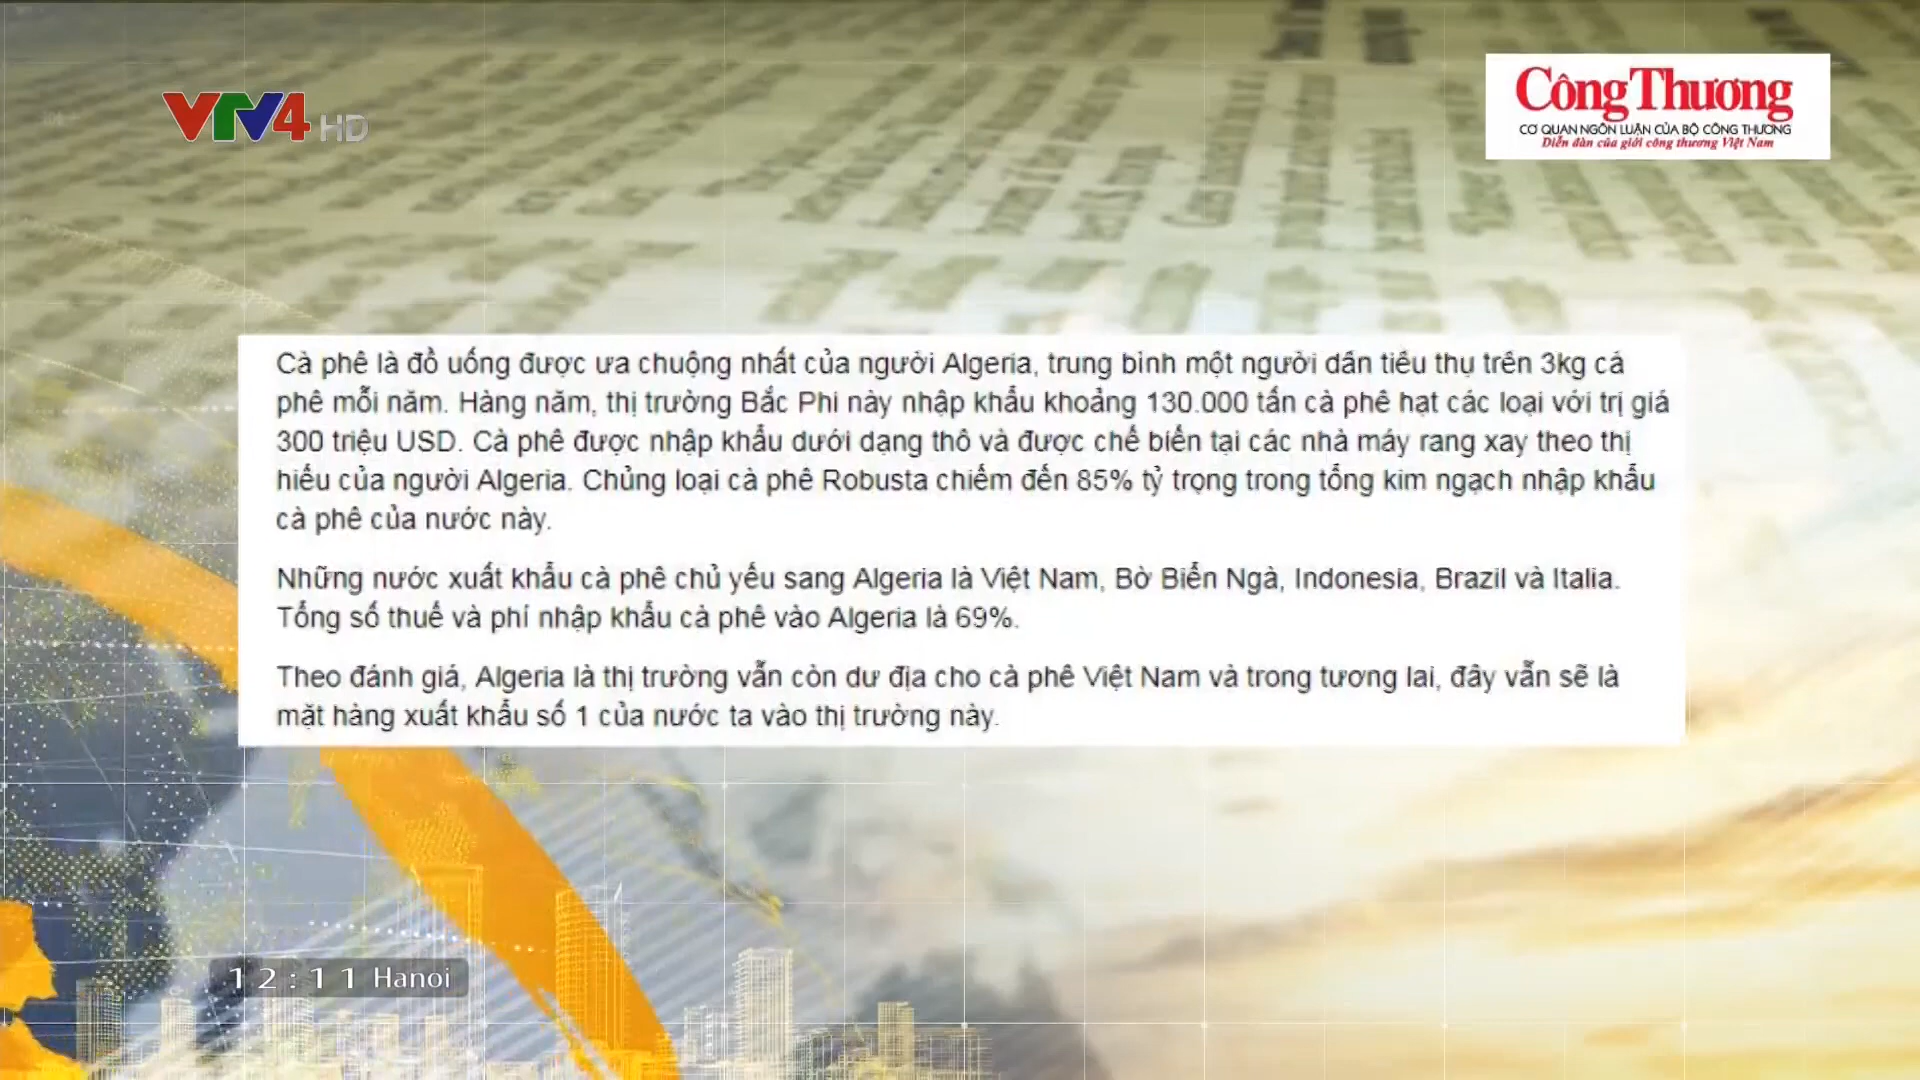 VTV4 HD
Công Thương
CƠ QUAN NGÔN LUẬN CỦA BỘ CÔNG THƯƠNG
Diễn đàn của giới công thương Việt Nam
Cà phê là đồ uống được ưa chuộng nhất của người Algeria, trung bình một người dân tiêu thụ trên 3kg cà
phê mỗi năm. Hàng năm, thị trường Bắc Phi này nhập khẩu khoảng 130.000 tấn cà phê hạt các loại với trị giá
300 triệu USD. Cà phê được nhập khẩu dưới dạng thô và được chế biến tại các nhà máy rang xay theo thị
hiếu của người Algeria. Chủng loại cà phê Robusta chiếm đến 85% tỷ trọng trong tổng kim ngạch nhập khẩu
cà phê của nước này.
Những nước xuất khẩu cà phê chủ yếu sang Algeria là Việt Nam, Bờ Biển Ngà, Indonesia, Brazil và Italia.
Tổng số thuế và phí nhập khẩu cà phê vào Algeria là 69%.
Theo đánh giá, Algeria là thị trường vẫn còn dư địa cho cà phê Việt Nam và trong tương lai, đây vẫn sẽ là
mặt hàng xuất khẩu số 1 của nước ta vào thị trường này.
12:11 Hanoi